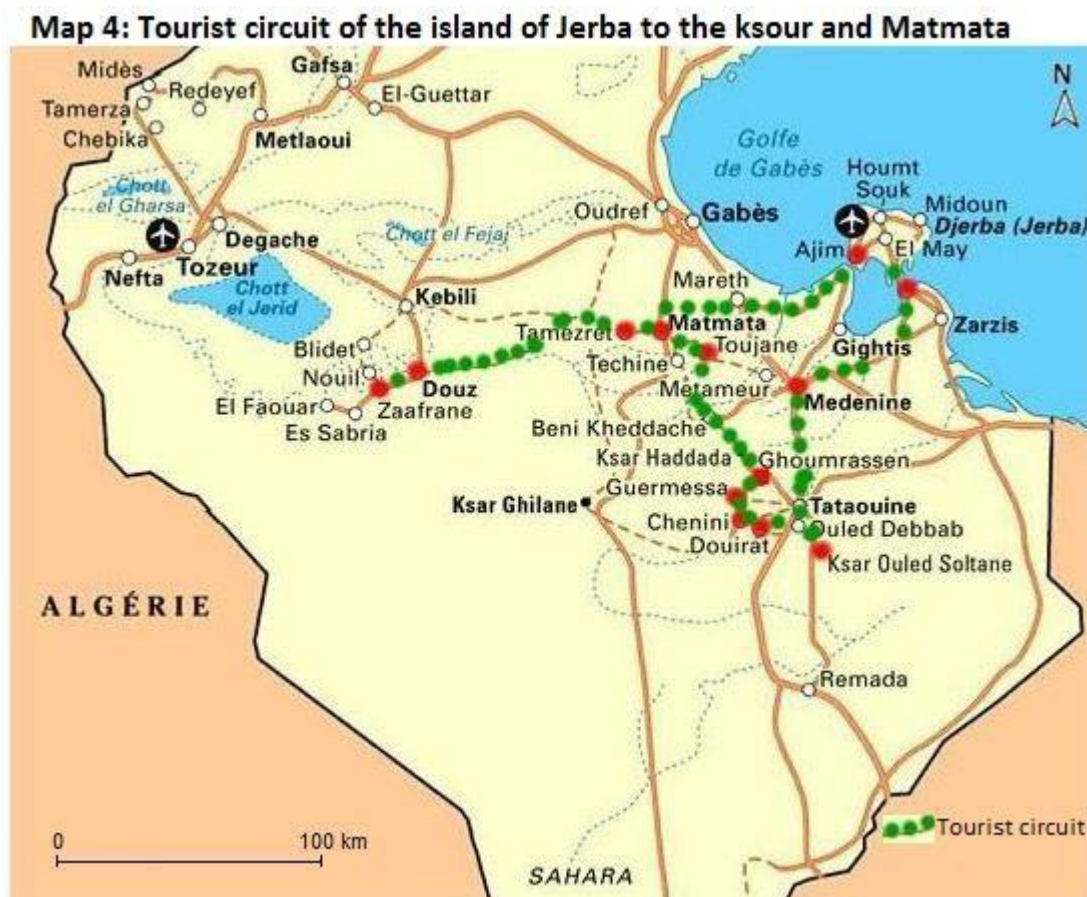 Map 4: Tourist circuit of the island of Jerba to the ksour and Matmata
Midès
Gafsa
N
Redeyef
El-Guettar
Tamerza
Metlaoui
Chebika
Golfe
de Gabès
Houmt
Souk
Chott
el Gharsa
Midoun
Oudref
Gabès
Djerba (Jerba)
Degache
Chott el Fejaj
Ajim
El May
Nefta
Tozeur
Mareth
Chott
el Jerid
Kebili
Tamezret
Matmata
Zarzis
Blidet
Toujane
Gightis
Techine
Nouil
Douz
Metameur
El Faouar
Zaafrane
Medenine
Es Sabria
Beni Kheddache
Ksar Haddada
Ghoumrassen
Guermessa
Ksar Ghilane
Tataouine
Chenini
Ouled Debbab
Douirat
Ksar Ouled Soltane
ALGÉRIE
Remada
0 100 km
Tourist circuit
SAHARA